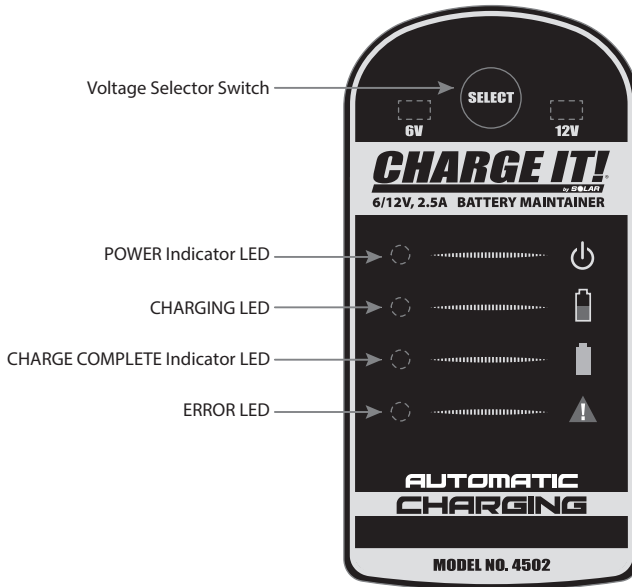 Voltage Selector Switch
SELECT
6V
12V
CHARGE IT!
by SOLAR
6/12V, 2.5A BATTERY MAINTAINER
POWER Indicator LED
CHARGING LED
CHARGE COMPLETE Indicator LED
ERROR LED
AUTOMATIC
CHARGING
MODEL NO. 4502